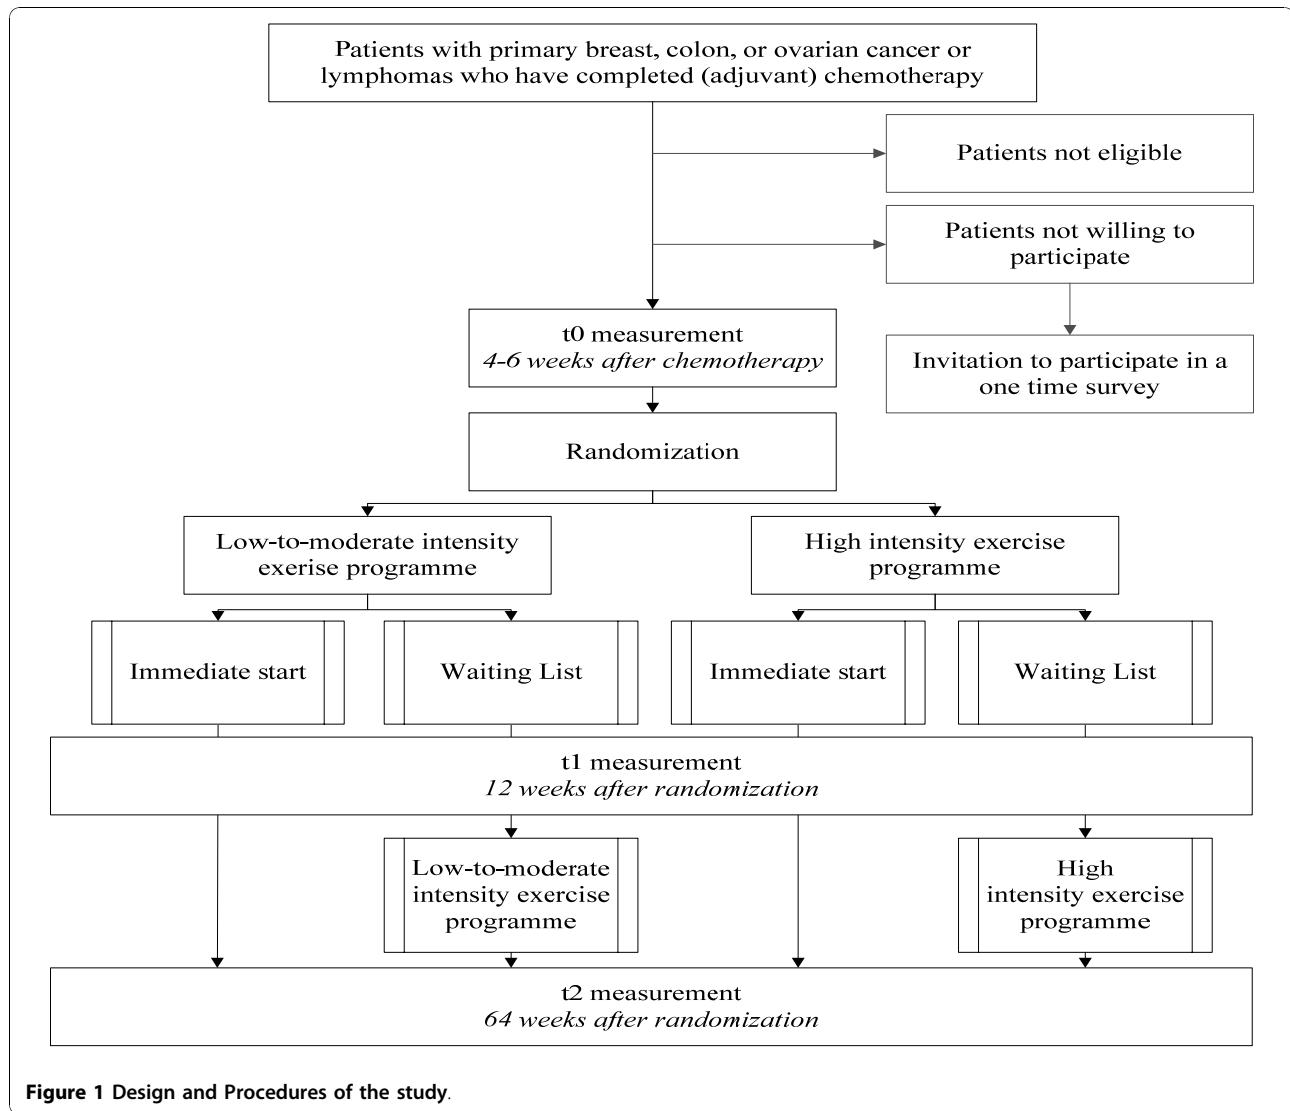 Patients with primary breast, colon, or ovarian cancer or
lymphomas who have completed (adjuvant) chemotherapy
Patients not eligible
Patients not willing to
participate
Invitation to participate in a
one time survey
t0 measurement
4-6 weeks after chemotherapy
Randomization
Low-to-moderate intensity
exerise programme
High intensity exercise
programme
Immediate start
Waiting List
Immediate start
Waiting List
t1 measurement
12 weeks after randomization
Low-to-moderate
intensity exercise
programme
High
intensity exercise
programme
t2 measurement
64 weeks after randomization
Figure 1 Design and Procedures of the study.